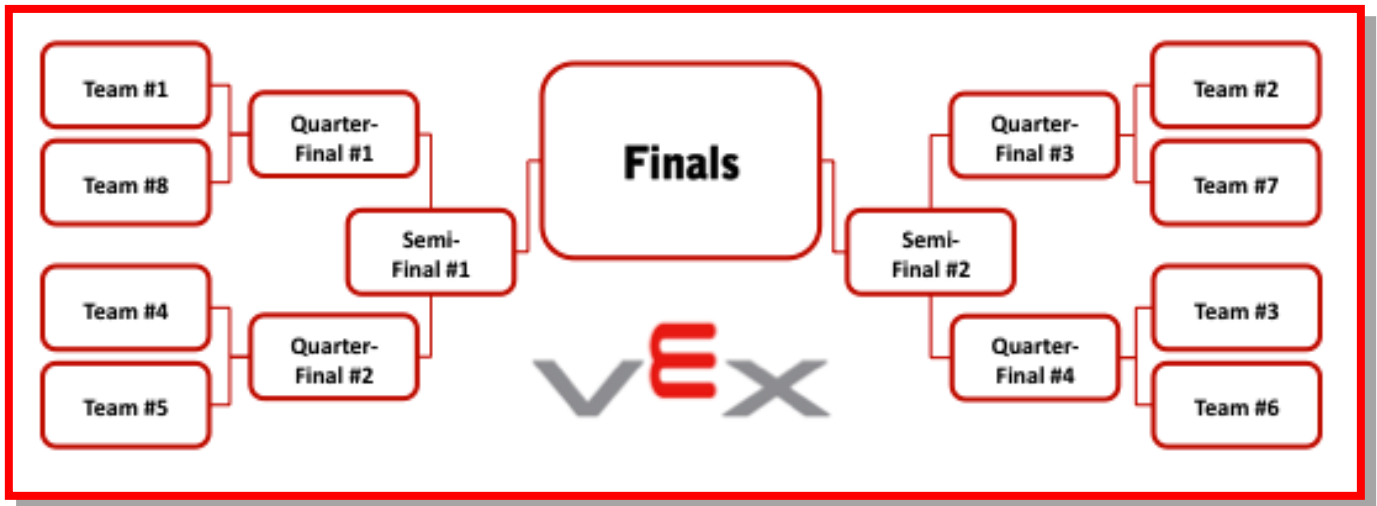 Team #1
Team #8
Quarter-
Final #1
Team #4
Team #5
Quarter-
Final #2
Semi-
Final #1
Finals
Semi-
Final #2
Quarter-
Final #3
Team #2
Team #7
Quarter-
Final #4
Team #3
Team #6
VEX